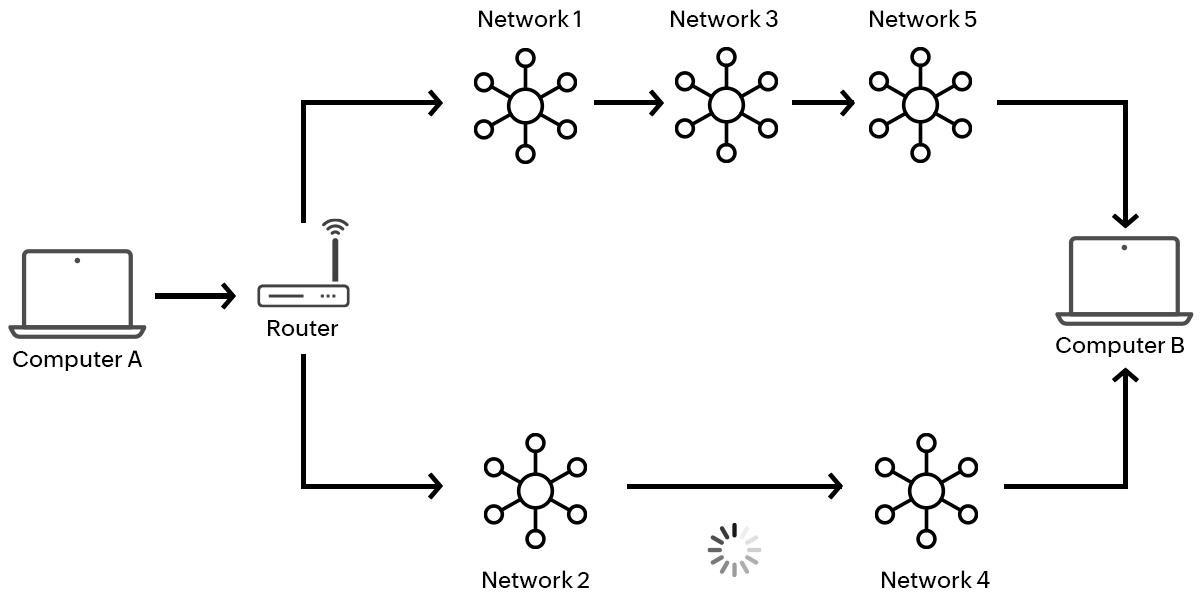 Network 1
Network 3
Network 5
Computer A
Router
Computer B
Network 2
Network 4